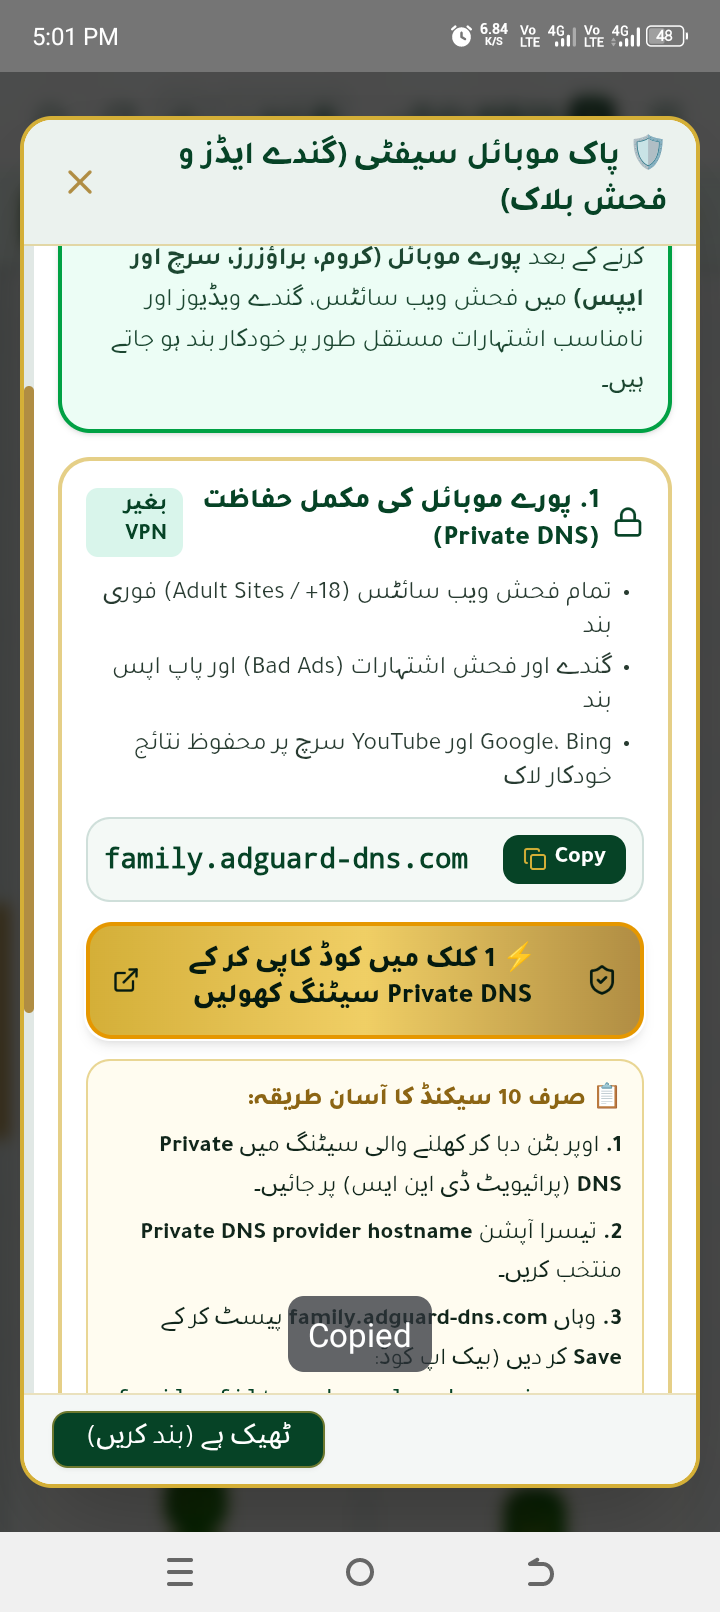 5:01 PM
6.84 K/S Vo LTE 4G Vo LTE 4G 48
🛡️ پاک موبائل سیفٹی (گندے ایڈز و
فحش بلاک)
کرنے کے بعد پورے موبائل (کروم، براؤزرز، سرچ اور
ایپس) میں فحش ویب سائٹس، گندے ویڈیوز اور
نامناسب اشتہارات مستقل طور پر خودکار بند ہو جاتے
ہیں۔
1. پورے موبائل کی مکمل حفاظت
(Private DNS)
بغیر
VPN
• تمام فحش ویب سائٹس (Adult Sites / +18) فوری
بند
• گندے اور فحش اشتہارات (Bad Ads) اور پاپ اپس
بند
• Google، Bing اور YouTube سرچ پر محفوظ نتائج
خودکار لاک
family.adguard-dns.com
Copy
⚡ 1 کلک میں کوڈ کاپی کر کے
Private DNS سیٹنگ کھولیں
📋 صرف 10 سیکنڈ کا آسان طریقہ:
1. اوپر بٹن دبا کر کھلنے والی سیٹنگ میں Private
DNS (پرائیویٹ ڈی این ایس) پر جائیں۔
2. تیسرا آپشن Private DNS provider hostname
منتخب کریں۔
3. وہاں family.adguard-dns.com پیسٹ کر کے
Save کر دیں (بیک اپ کوڈ:
Copied
ٹھیک ہے (بند کریں)